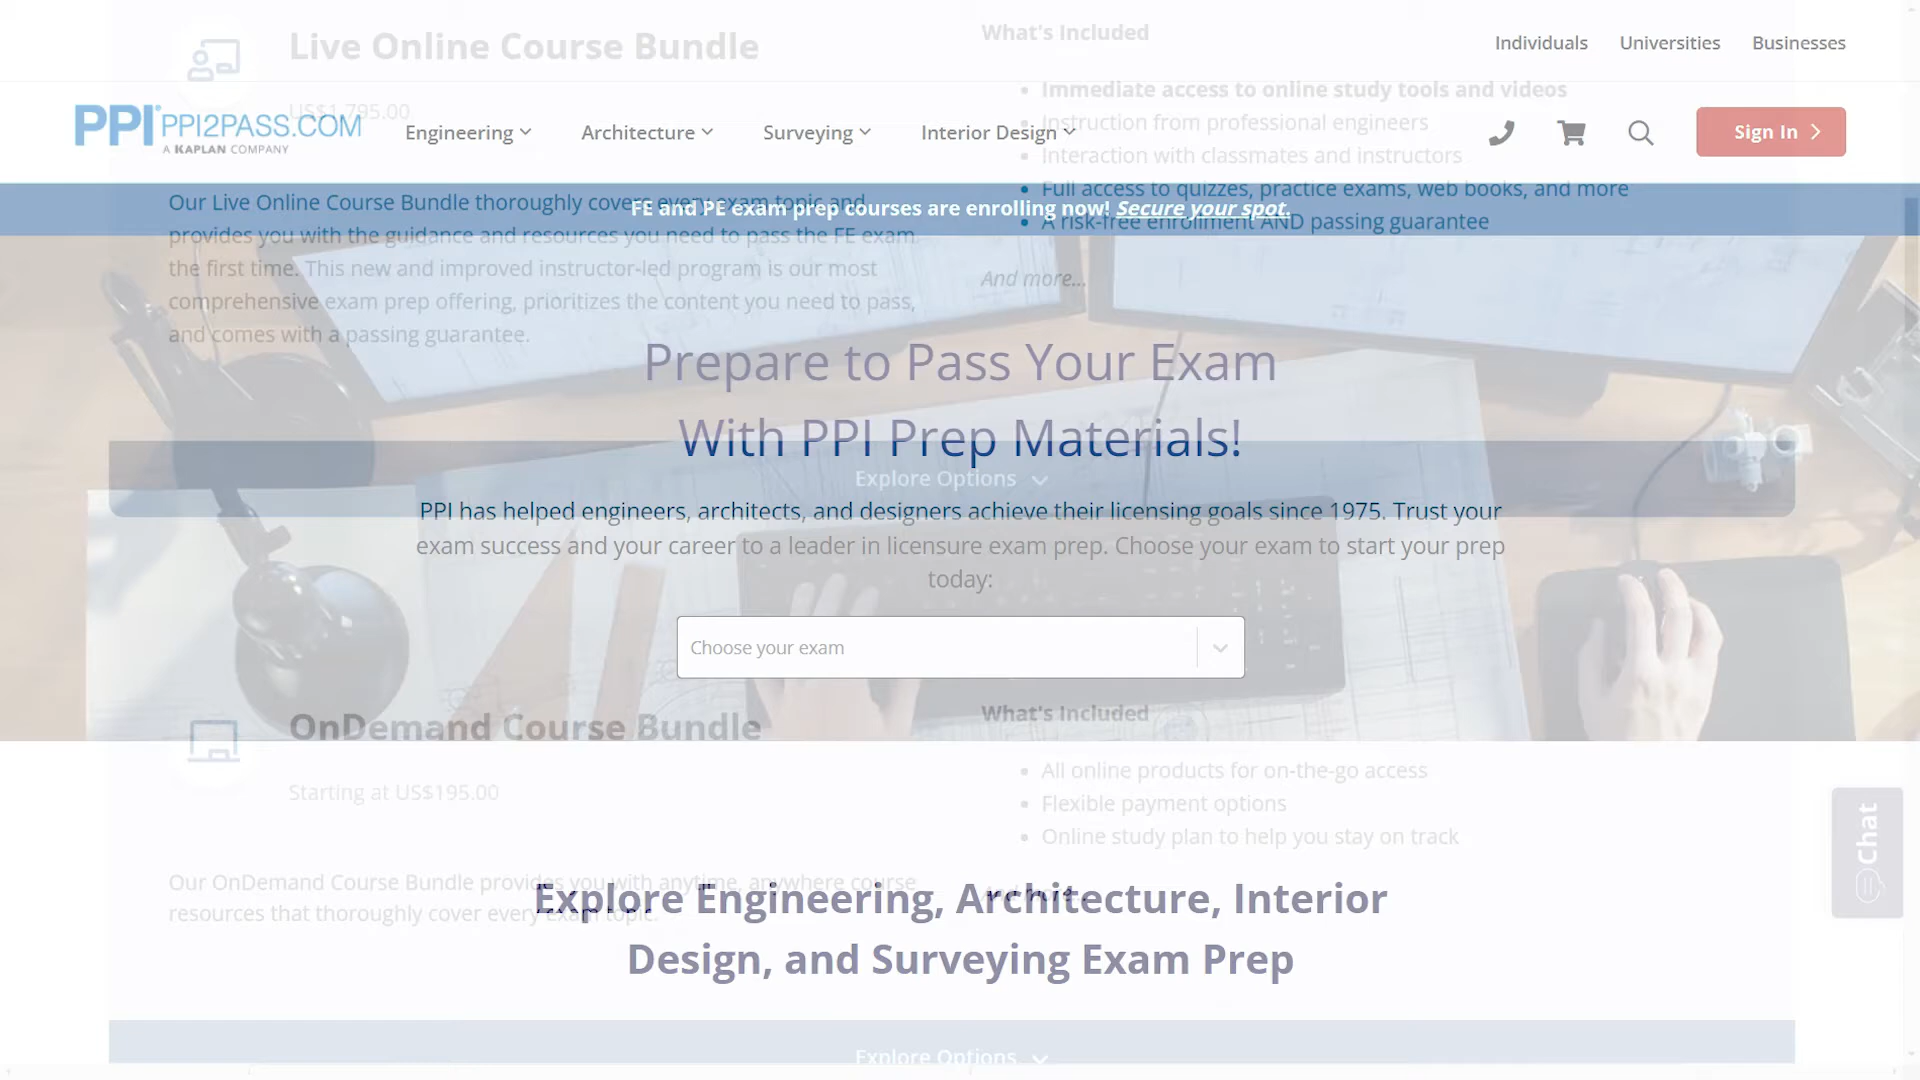 Live Online Course Bundle
What's Included
Individuals Universities Businesses
Immediate access to online study tools and videos
US$1,795.00
PPI PPI2PASS.COM
A KAPLAN COMPANY
Engineering Architecture Surveying Interior Design
Sign In
Instruction from professional engineers
Interaction with classmates and instructors
Full access to quizzes, practice exams, web books, and more
A risk-free enrollment AND passing guarantee
And more...
FE and PE exam prep courses are enrolling now! Secure your spot.
Our Live Online Course Bundle thoroughly covers every exam topic and
provides you with the guidance and resources you need to pass the FE exam
the first time. This new and improved instructor-led program is our most
comprehensive exam prep offering, prioritizes the content you need to pass,
and comes with a passing guarantee.
Prepare to Pass Your Exam
With PPI Prep Materials!
Explore Options
PPI has helped engineers, architects, and designers achieve their licensing goals since 1975. Trust your
exam success and your career to a leader in licensure exam prep. Choose your exam to start your prep
today:
Choose your exam
OnDemand Course Bundle
What's Included
Starting at US$195.00
All online products for on-the-go access
Flexible payment options
Online study plan to help you stay on track
Chat
Our OnDemand Course Bundle provides you with anytime, anywhere course
resources that thoroughly cover every exam topic.
And more...
Explore Engineering, Architecture, Interior
Design, and Surveying Exam Prep
Explore Options